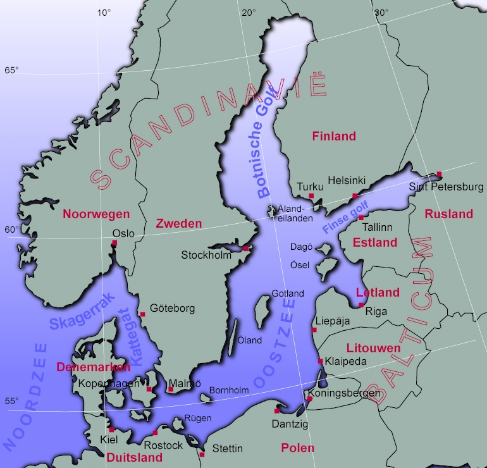 10°
20°
30°
65°
SCANDINAVIË
Botnische Golf
Finland
Turku
Helsinki
Sint Petersburg
Åland-
eilanden
Noorwegen
Zweden
Rusland
Finse golf
Tallinn
60°
Oslo
Estland
Stockholm
Dagö
Ösel
Gotland
Letland
Skagerrak
Göteborg
Riga
Liepäja
Kattegat
Öland
OOSTZEE
BALTICUM
NOORDZEE
Litouwen
Denemarken
Klaipeda
Kopenhagen
Malmö
Bornholm
Koningsbergen
55°
Rügen
Dantzig
Kiel
Rostock
Stettin
Polen
Duitsland